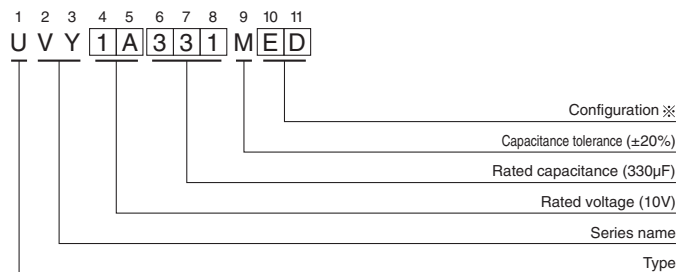 1 2 3 4 5 6 7 8 9 10 11
U V Y 1 A 3 3 1 M E D
Configuration ※
Capacitance tolerance (±20%)
Rated capacitance (330µF)
Rated voltage (10V)
Series name
Type